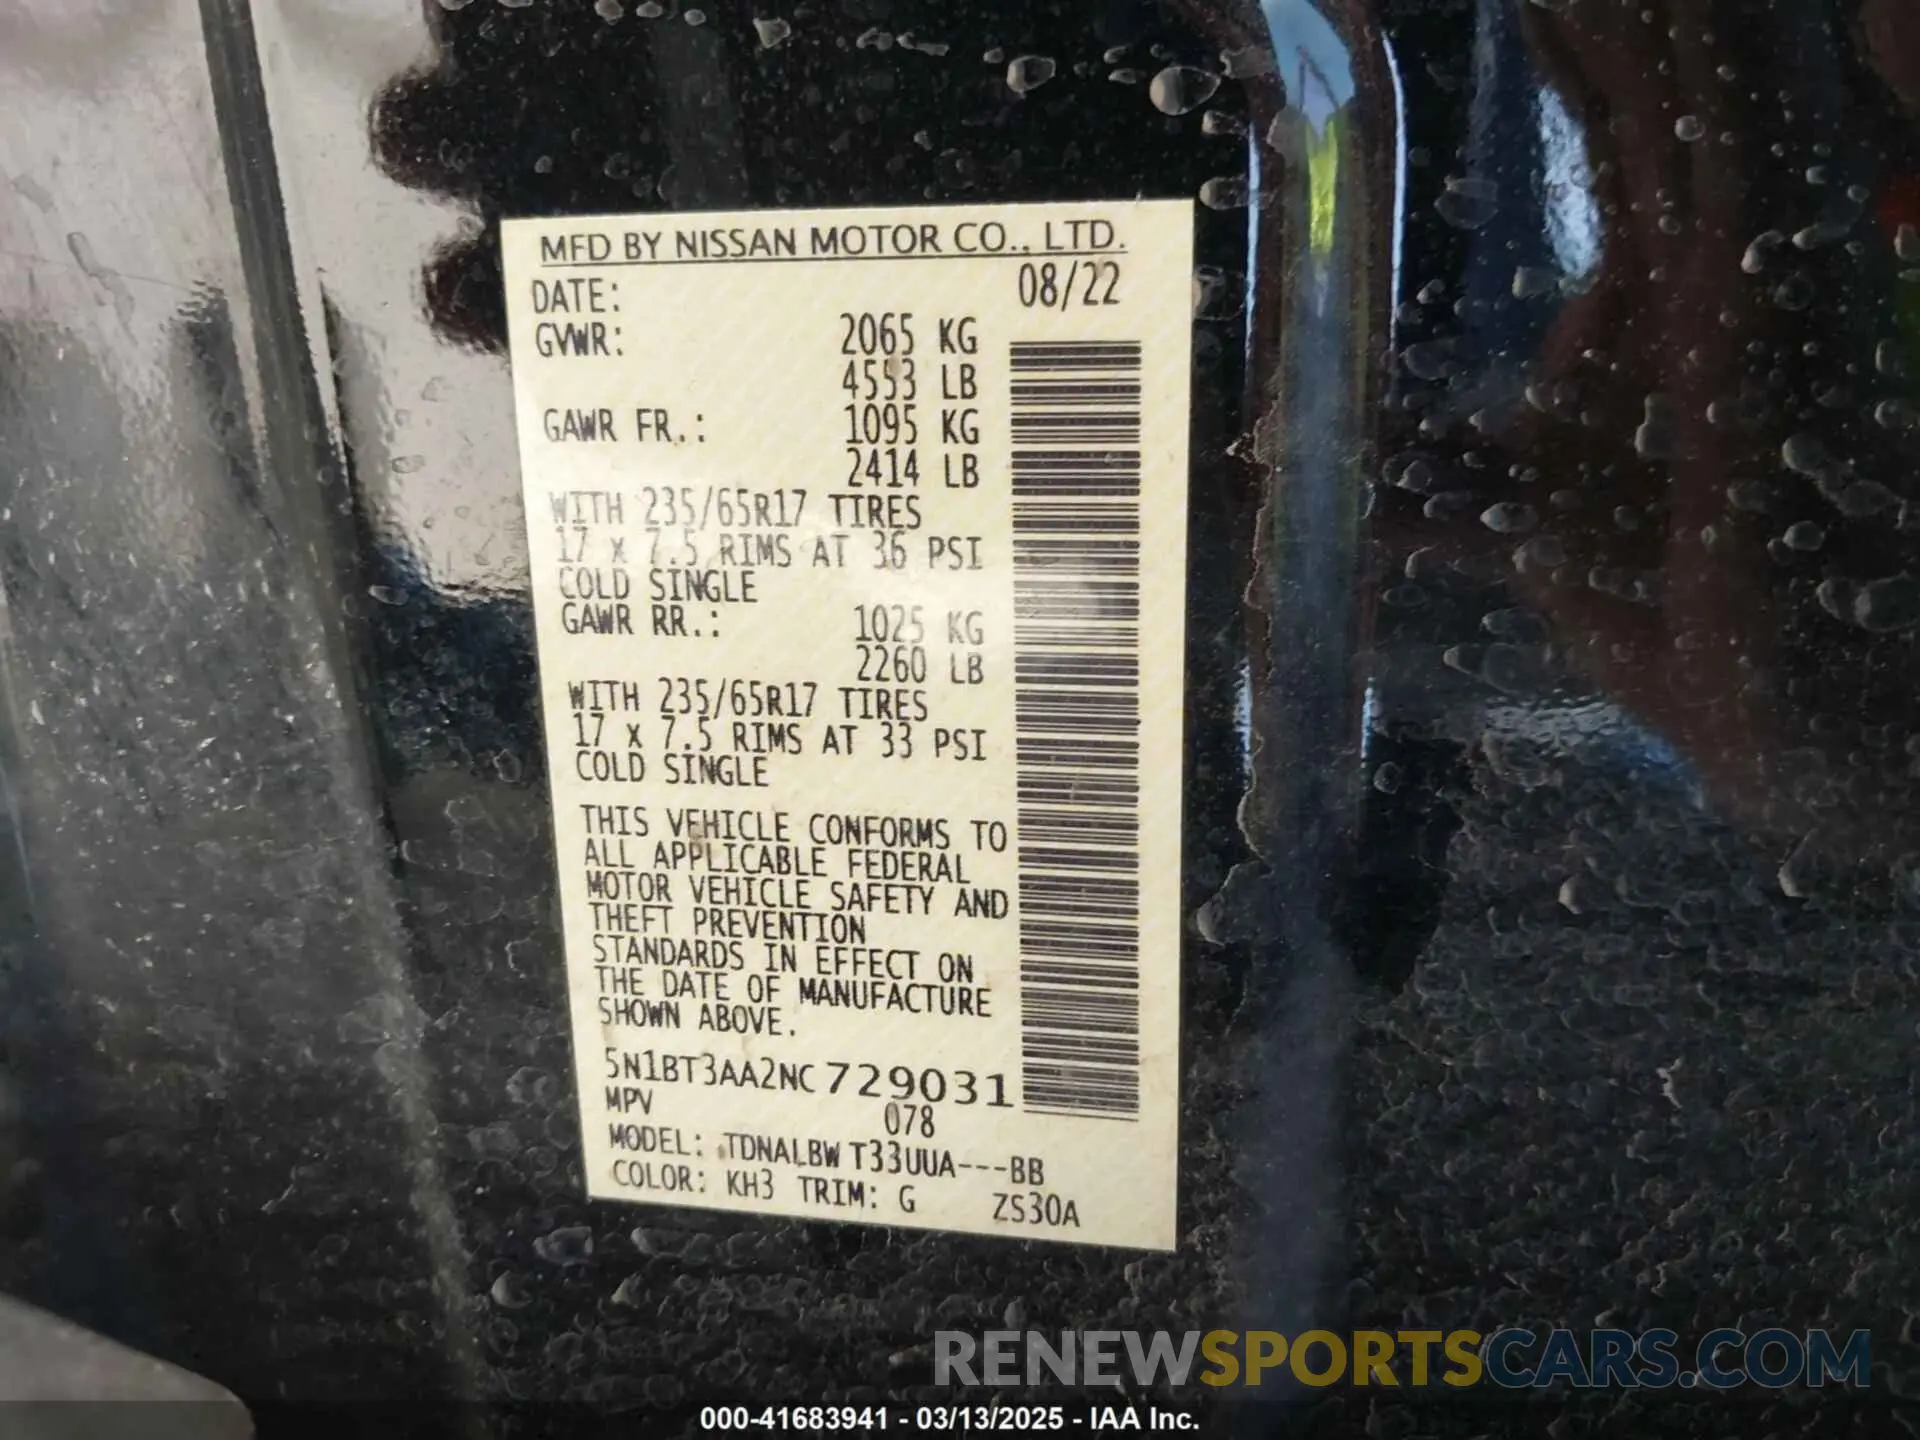 MFD BY NISSAN MOTOR CO., LTD.
DATE: 08/22
GVWR: 2065 KG
4553 LB
GAWR FR.: 1095 KG
2414 LB
WITH 235/65R17 TIRES
17 x 7.5 RIMS AT 36 PSI
COLD SINGLE
GAWR RR.: 1025 KG
2260 LB
WITH 235/65R17 TIRES
17 x 7.5 RIMS AT 33 PSI
COLD SINGLE
THIS VEHICLE CONFORMS TO
ALL APPLICABLE FEDERAL
MOTOR VEHICLE SAFETY AND
THEFT PREVENTION
STANDARDS IN EFFECT ON
THE DATE OF MANUFACTURE
SHOWN ABOVE.
5N1BT3AA2NC729031
MPV 078
MODEL: TDNALBW T33UUA---BB
COLOR: KH3 TRIM: G ZS30A
RENEWSPORTSCARS.COM
000-41683941 - 03/13/2025 - IAA Inc.